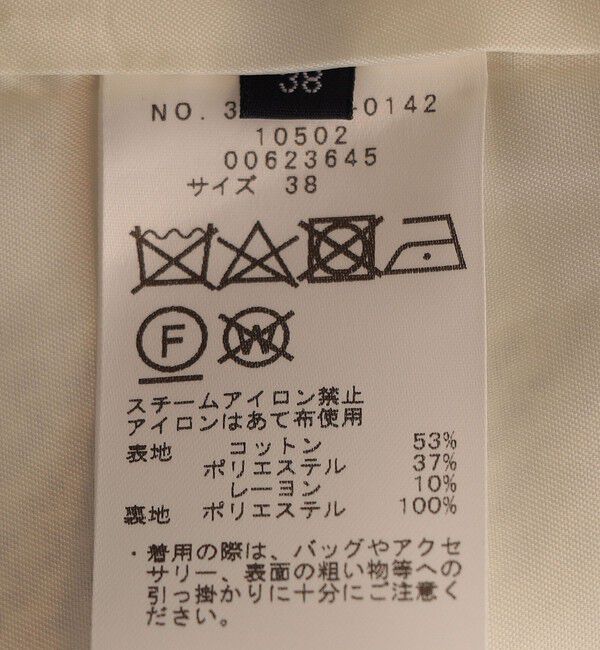 38
NO. 3 -0142
10502
00623645
サイズ 38
F W
スチームアイロン禁止
アイロンはあて布使用
表地 コットン 53%
ポリエステル 37%
レーヨン 10%
裏地 ポリエステル 100%
・着用の際は、バッグやアクセ
サリー、表面の粗い物等への
引っ掛かりに十分にご注意く
ださい。